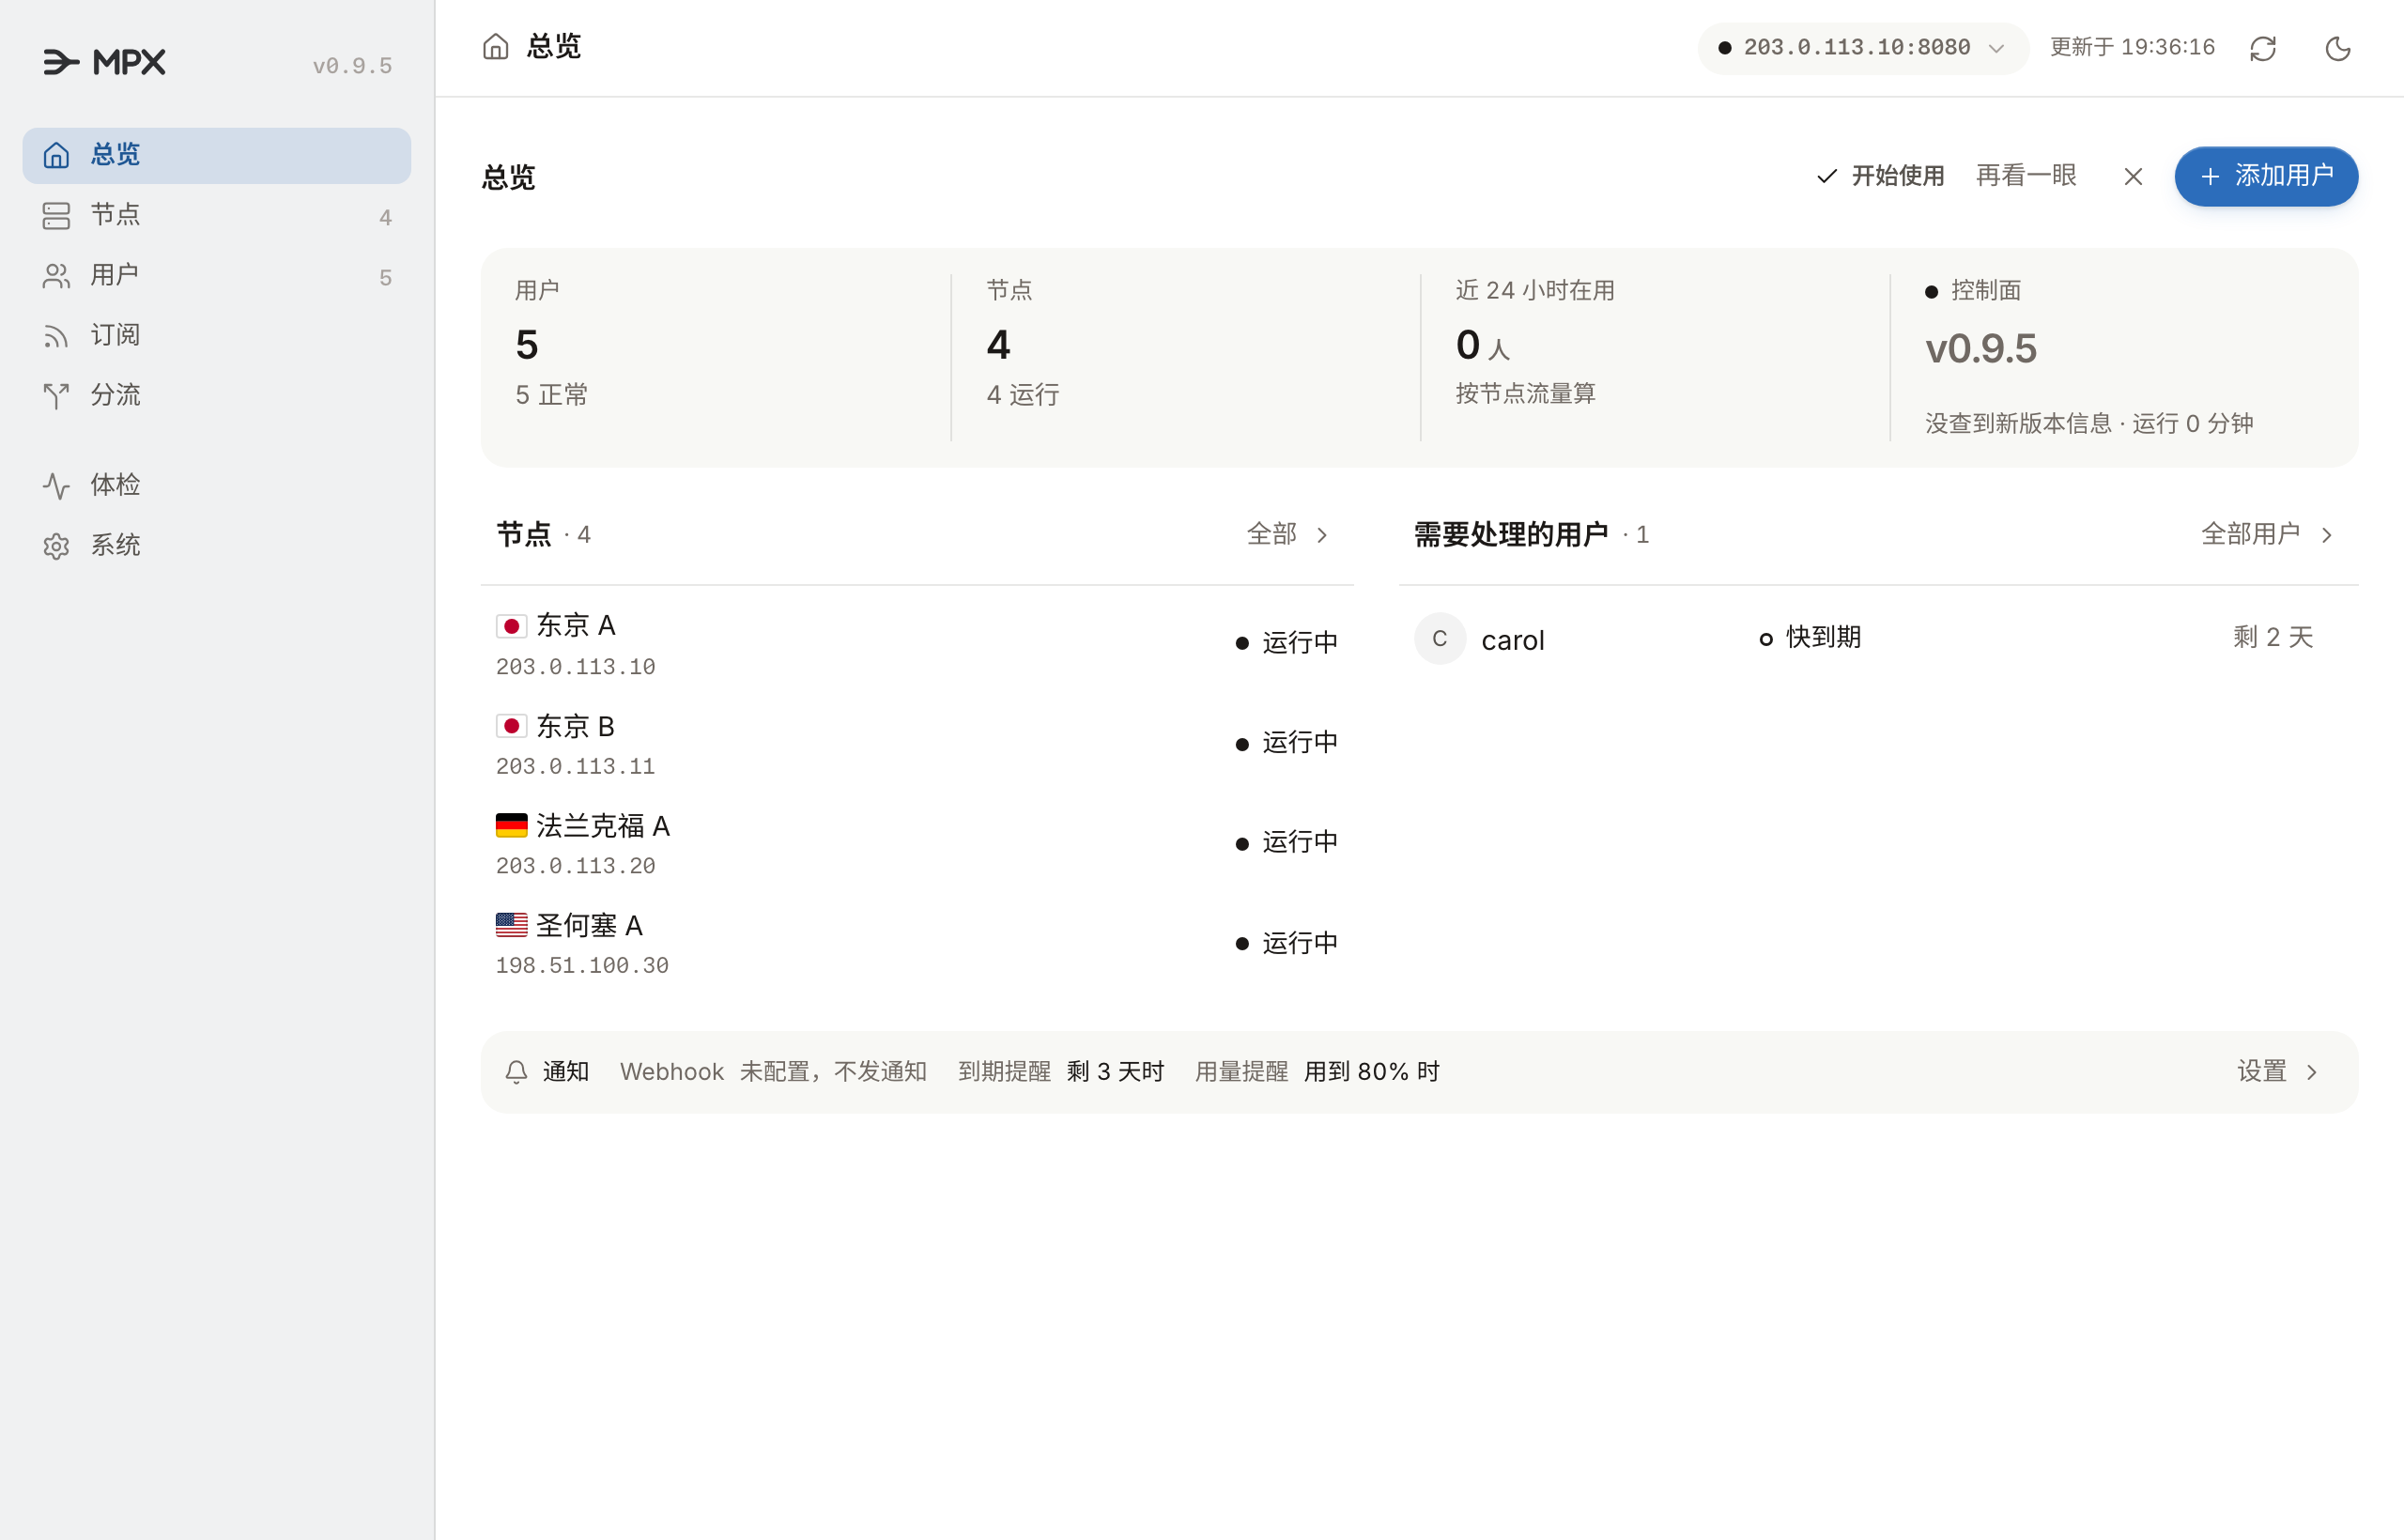 MPX v0.9.5
总览
节点 4
用户 5
订阅
分流
体检
系统
总览 203.0.113.10:8080 更新于 19:36:16
总览 开始使用 再看一眼 添加用户
用户
5
5 正常
节点
4
4 运行
近 24 小时在用
0 人
按节点流量算
控制面
v0.9.5
没查到新版本信息 · 运行 0 分钟
节点 · 4 全部
东京 A
203.0.113.10
运行中
东京 B
203.0.113.11
运行中
法兰克福 A
203.0.113.20
运行中
圣何塞 A
198.51.100.30
运行中
需要处理的用户 · 1 全部用户
C carol 快到期 剩 2 天
通知 Webhook 未配置，不发通知 到期提醒 剩 3 天时 用量提醒 用到 80% 时 设置